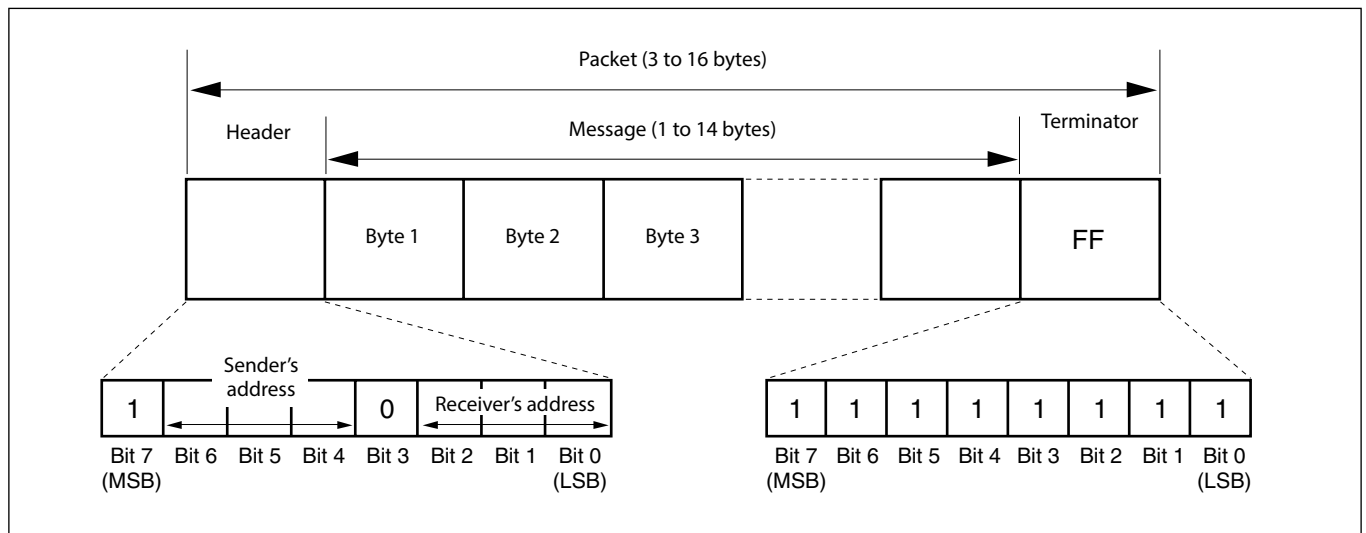 Packet (3 to 16 bytes)
Header
Message (1 to 14 bytes)
Terminator
Byte 1
Byte 2
Byte 3
FF
Sender's
address
1
0
Receiver's address
Bit 7
(MSB)
Bit 6
Bit 5
Bit 4
Bit 3
Bit 2
Bit 1
Bit 0
(LSB)
1 1 1 1 1 1 1 1
Bit 7
(MSB)
Bit 6
Bit 5
Bit 4
Bit 3
Bit 2
Bit 1
Bit 0
(LSB)